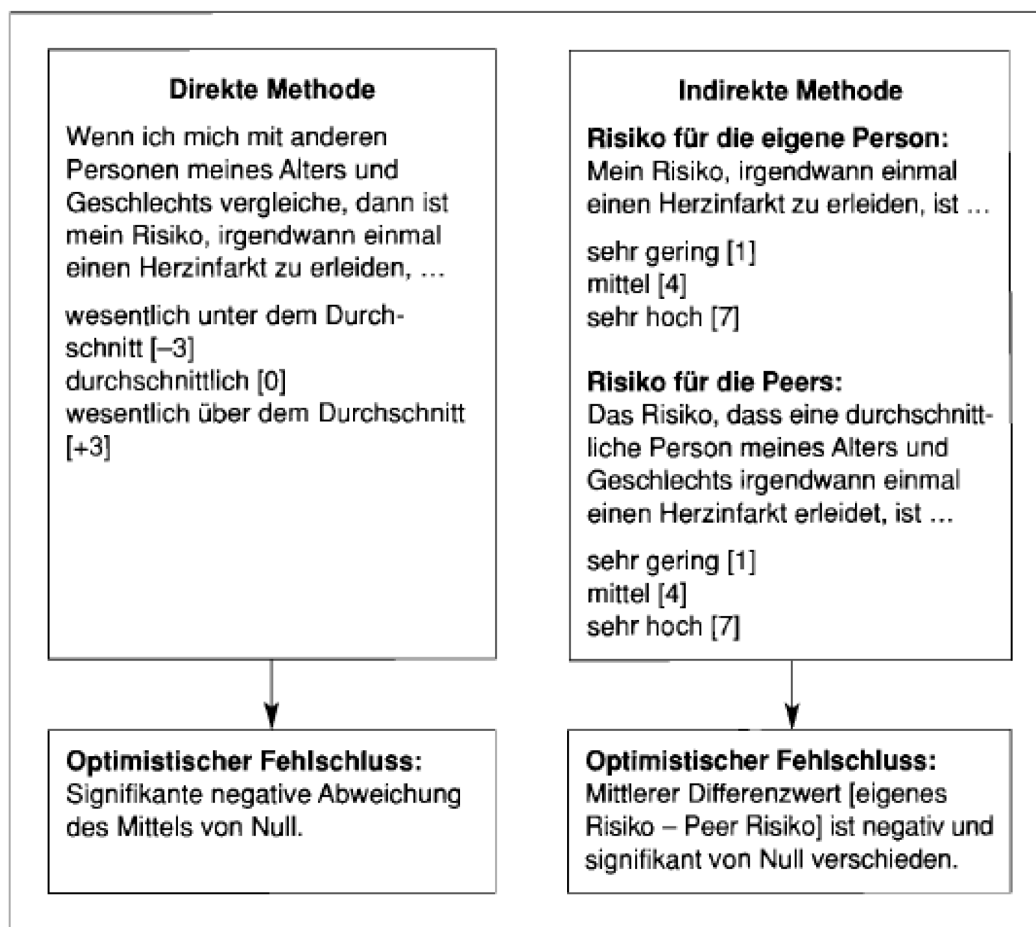 Direkte Methode
Wenn ich mich mit anderen
Personen meines Alters und
Geschlechts vergleiche, dann ist
mein Risiko, irgendwann einmal
einen Herzinfarkt zu erleiden, ...
wesentlich unter dem Durch-
schnitt [–3]
durchschnittlich [0]
wesentlich über dem Durchschnitt
[+3]
Indirekte Methode
Risiko für die eigene Person:
Mein Risiko, irgendwann einmal
einen Herzinfarkt zu erleiden, ist ...
sehr gering [1]
mittel [4]
sehr hoch [7]
Risiko für die Peers:
Das Risiko, dass eine durchschnitt-
liche Person meines Alters und
Geschlechts irgendwann einmal
einen Herzinfarkt erleidet, ist ...
sehr gering [1]
mittel [4]
sehr hoch [7]
Optimistischer Fehlschluss:
Signifikante negative Abweichung
des Mittels von Null.
Optimistischer Fehlschluss:
Mittlerer Differenzwert [eigenes
Risiko – Peer Risiko] ist negativ und
signifikant von Null verschieden.